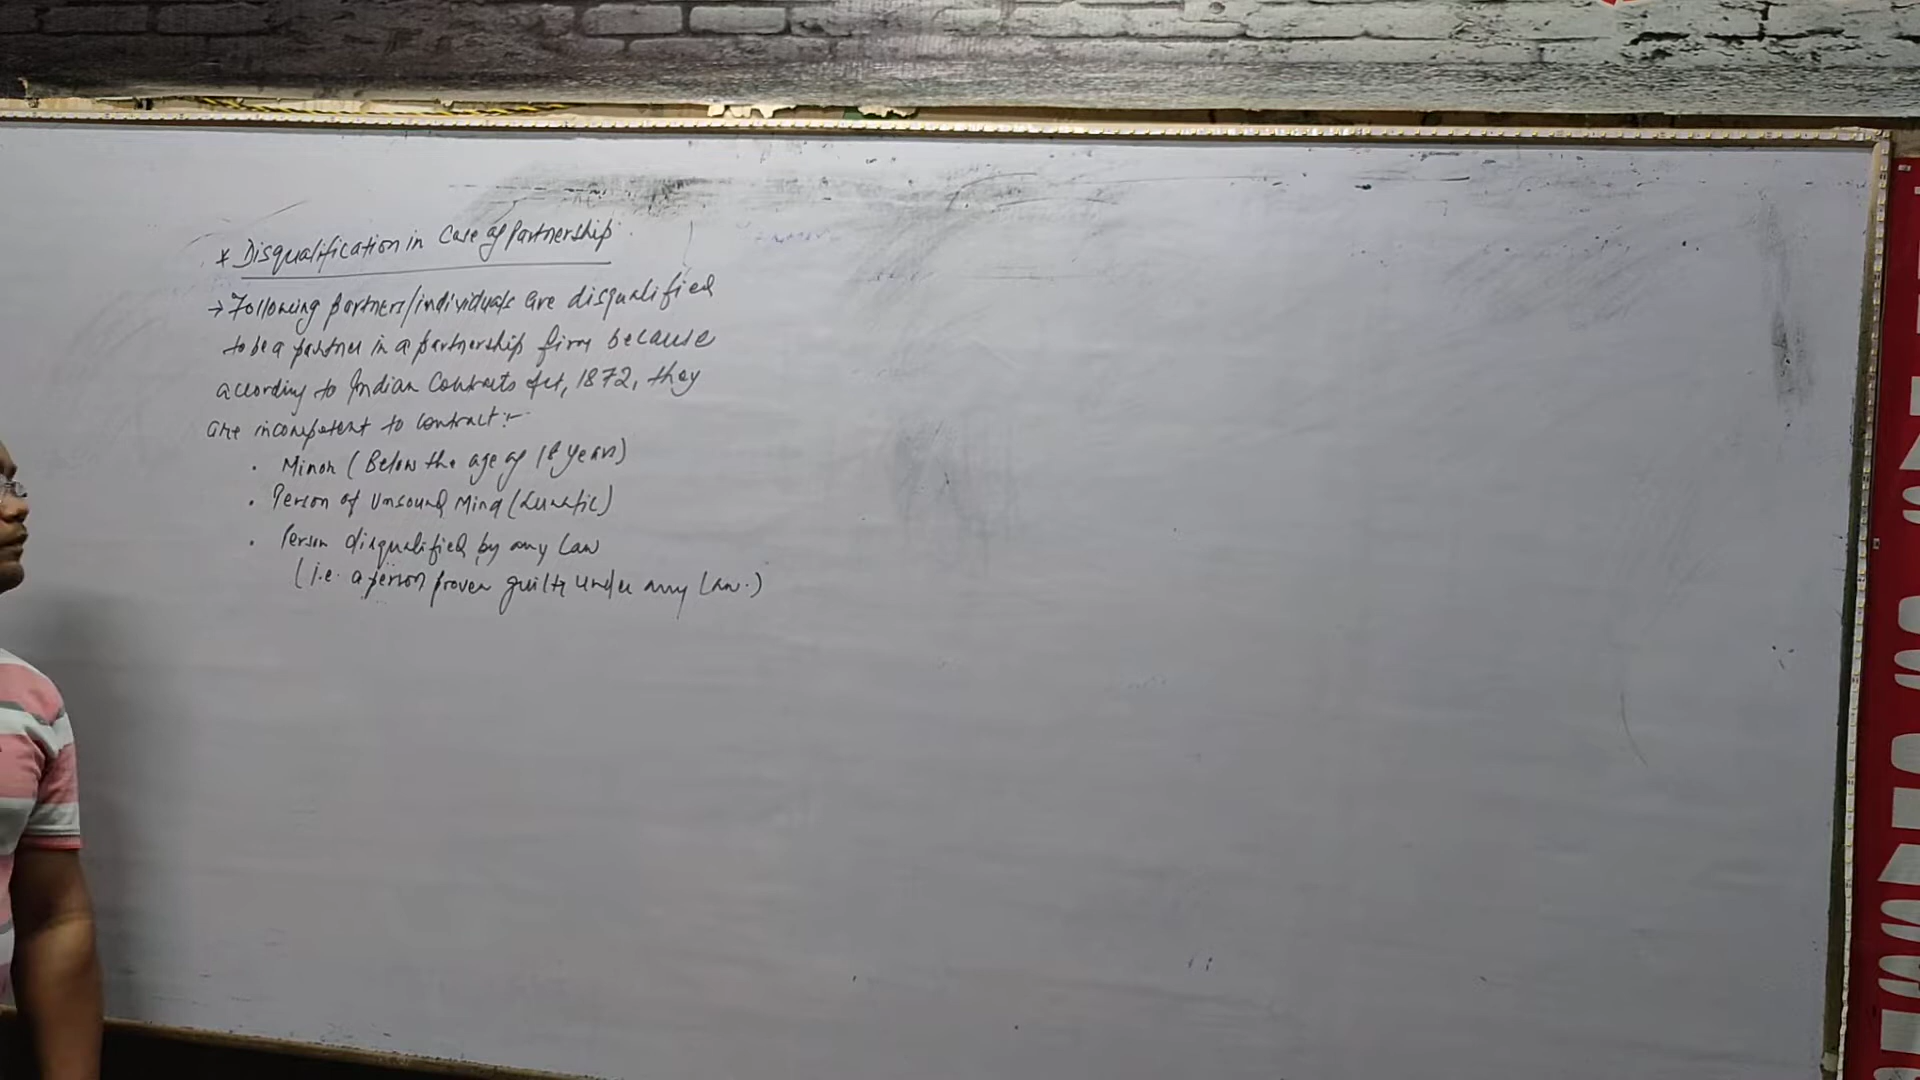 * Disqualification in Case of Partnership
→ Following partners/individuals are disqualified
to be a partner in a partnership firm because
according to Indian Contracts Act, 1872, they
are incompetent to contract:-
• Minor (Below the age of 18 years)
• Person of Unsound Mind (Lunatic)
• Person disqualified by any Law
(i.e. a person proven guilty under any Law.)